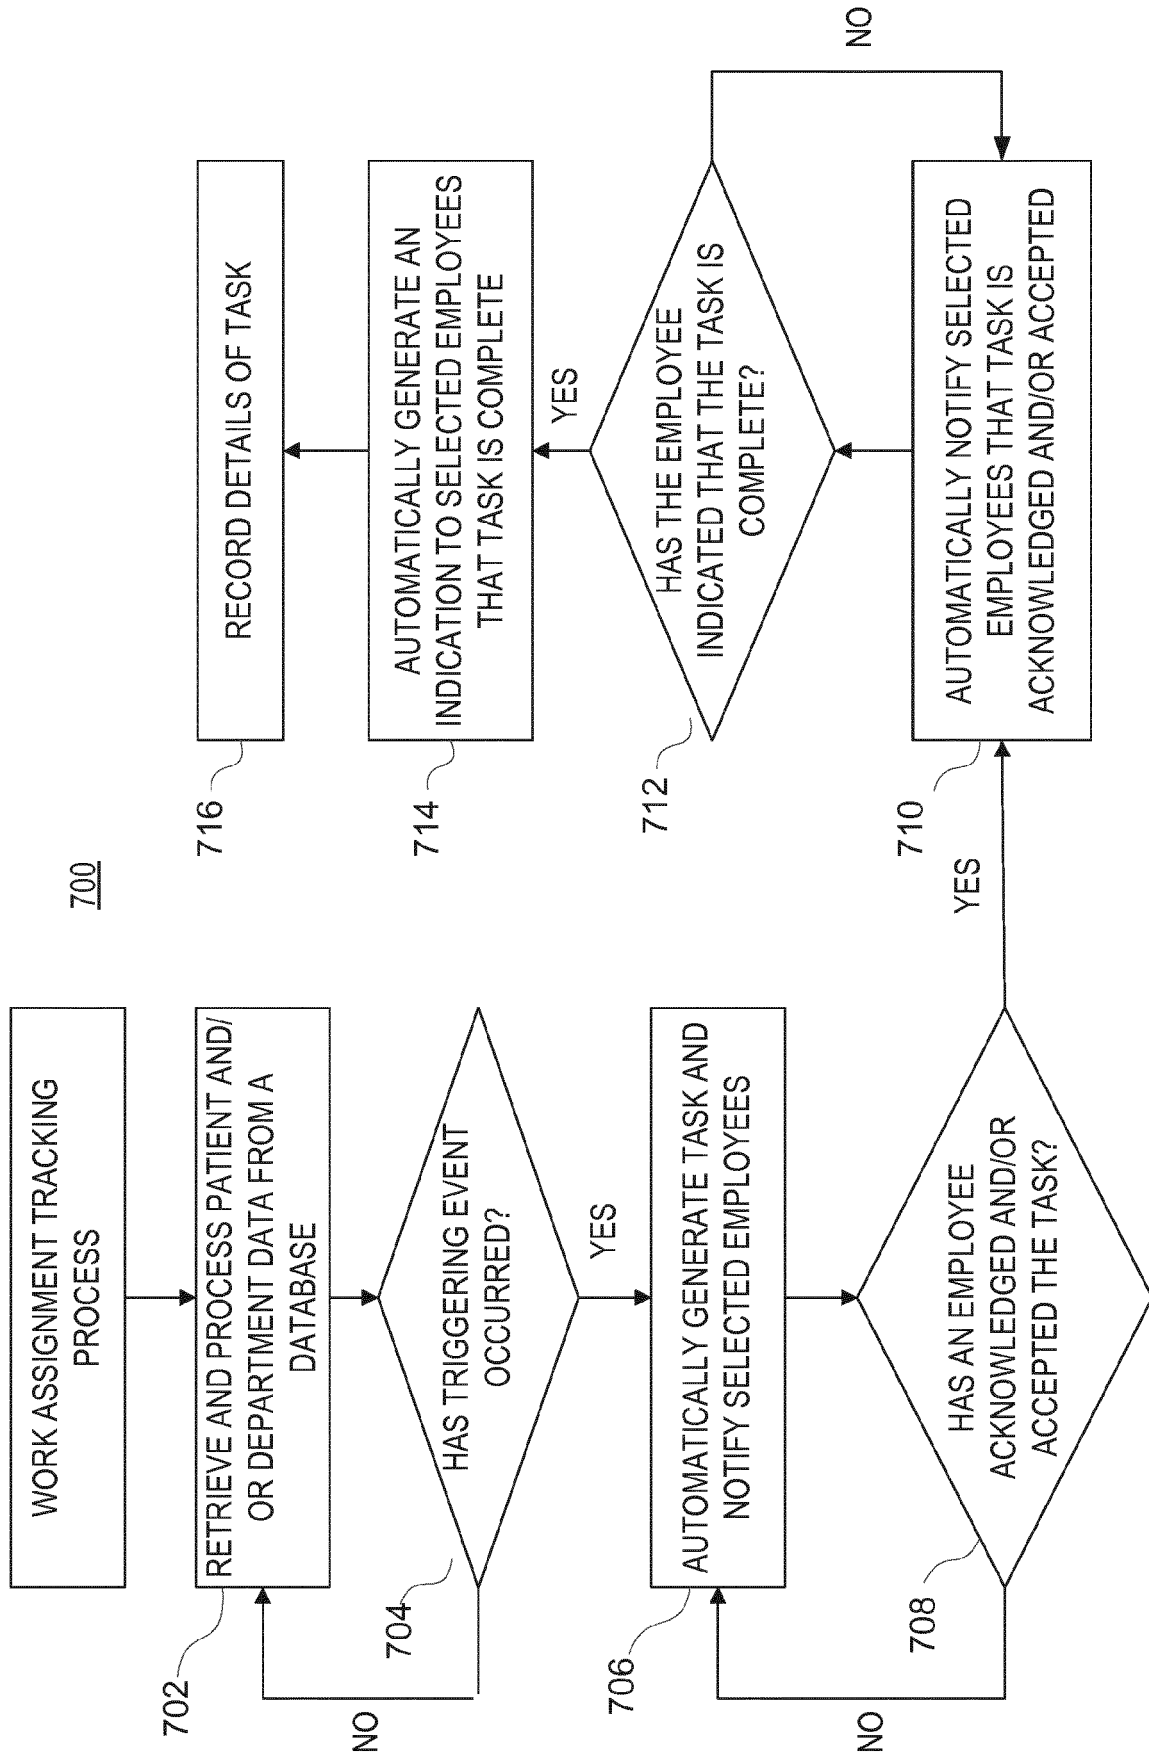 700
WORK ASSIGNMENT TRACKING
PROCESS
702
RETRIEVE AND PROCESS PATIENT AND/
OR DEPARTMENT DATA FROM A
DATABASE
704
HAS TRIGGERING EVENT
OCCURRED?
NO
YES
706
AUTOMATICALLY GENERATE TASK AND
NOTIFY SELECTED EMPLOYEES
708
HAS AN EMPLOYEE
ACKNOWLEDGED AND/OR
ACCEPTED THE TASK?
NO
YES
710
AUTOMATICALLY NOTIFY SELECTED
EMPLOYEES THAT TASK IS
ACKNOWLEDGED AND/OR ACCEPTED
712
HAS THE EMPLOYEE
INDICATED THAT THE TASK IS
COMPLETE?
NO
YES
714
AUTOMATICALLY GENERATE AN
INDICATION TO SELECTED EMPLOYEES
THAT TASK IS COMPLETE
716
RECORD DETAILS OF TASK